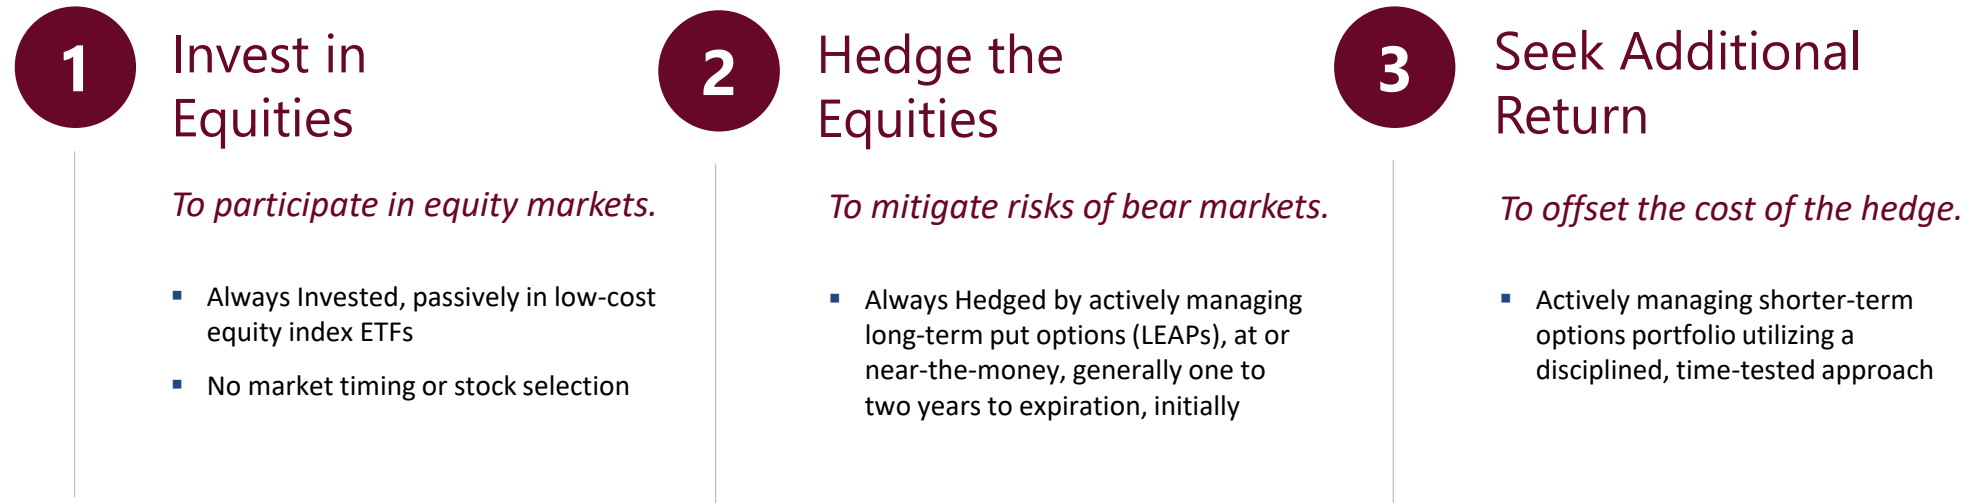 1
Invest in
Equities
To participate in equity markets.
▪ Always Invested, passively in low-cost
equity index ETFs
▪ No market timing or stock selection
2
Hedge the
Equities
To mitigate risks of bear markets.
▪ Always Hedged by actively managing
long-term put options (LEAPs), at or
near-the-money, generally one to
two years to expiration, initially
3
Seek Additional
Return
To offset the cost of the hedge.
▪ Actively managing shorter-term
options portfolio utilizing a
disciplined, time-tested approach